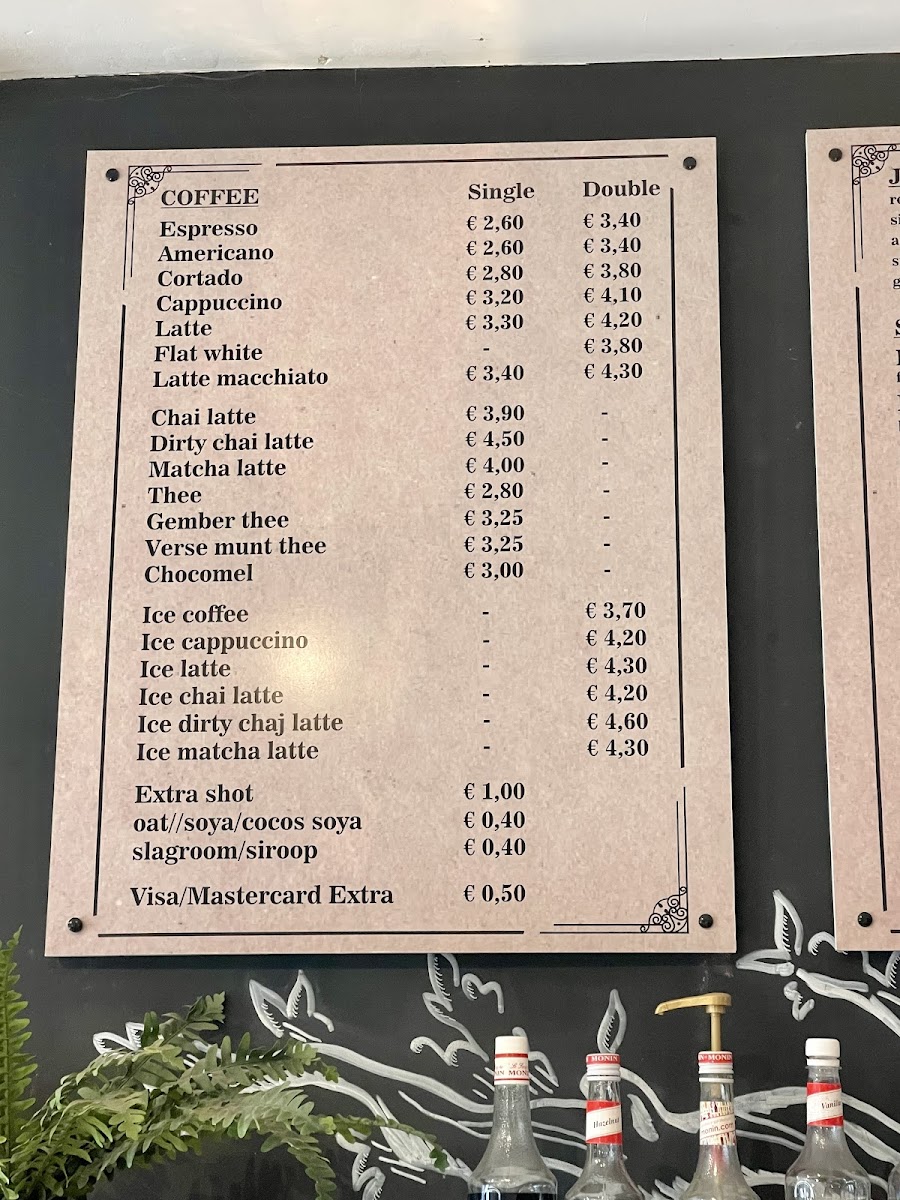 COFFEE Single Double
Espresso € 2,60 € 3,40
Americano € 2,60 € 3,40
Cortado € 2,80 € 3,80
Cappuccino € 3,20 € 4,10
Latte € 3,30 € 4,20
Flat white - € 3,80
Latte macchiato € 3,40 € 4,30
Chai latte € 3,90 -
Dirty chai latte € 4,50 -
Matcha latte € 4,00 -
Thee € 2,80 -
Gember thee € 3,25 -
Verse munt thee € 3,25 -
Chocomel € 3,00 -
Ice coffee - € 3,70
Ice cappuccino - € 4,20
Ice latte - € 4,30
Ice chai latte - € 4,20
Ice dirty chaj latte - € 4,60
Ice matcha latte - € 4,30
Extra shot € 1,00
oat//soya/cocos soya € 0,40
slagroom/siroop € 0,40
Visa/Mastercard Extra € 0,50
MONIN
monin.com